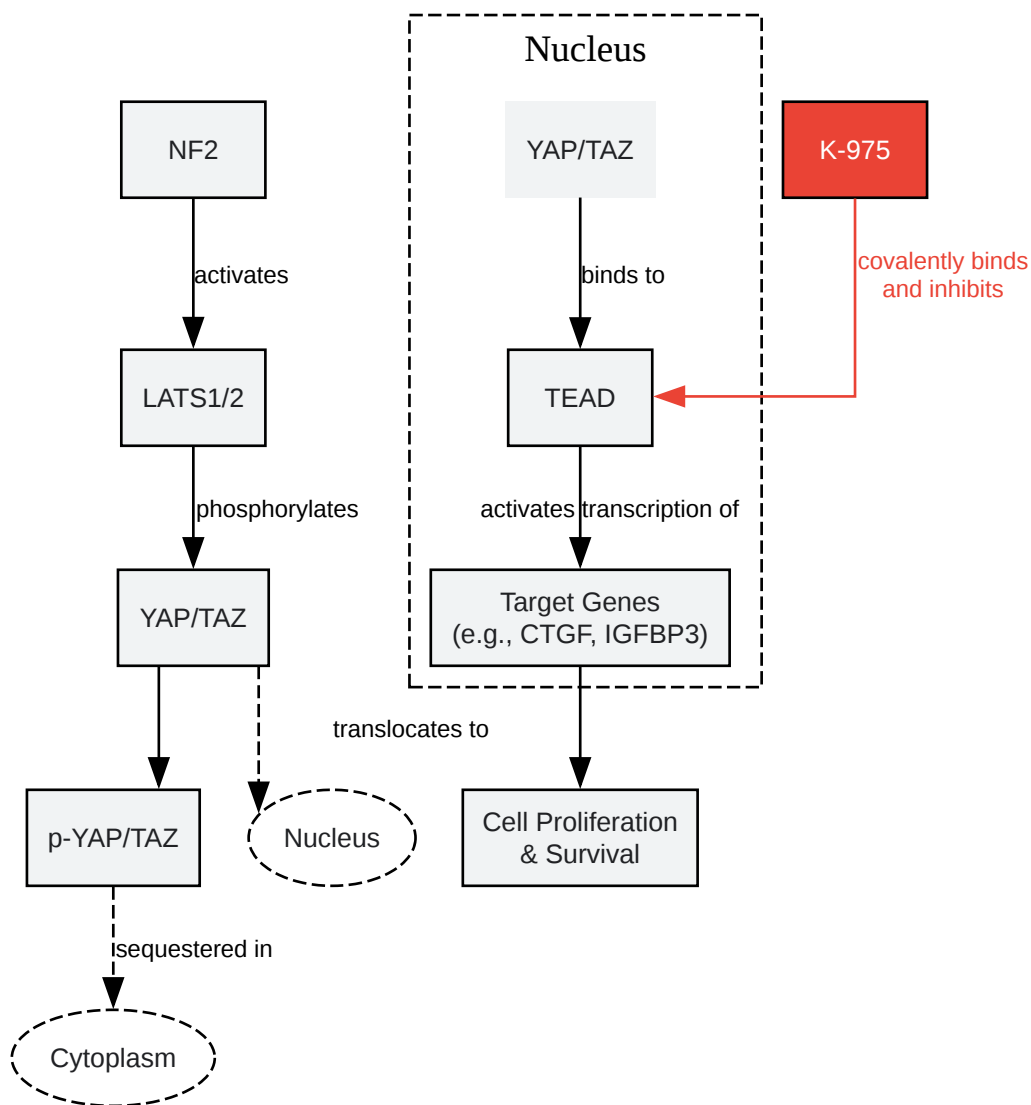 Nucleus
NF2
YAP/TAZ
K-975
activates
binds to
covalently binds
and inhibits
LATS1/2
TEAD
phosphorylates
activates transcription of
YAP/TAZ
Target Genes
(e.g., CTGF, IGFBP3)
translocates to
p-YAP/TAZ
Nucleus
Cell Proliferation
& Survival
sequestered in
Cytoplasm